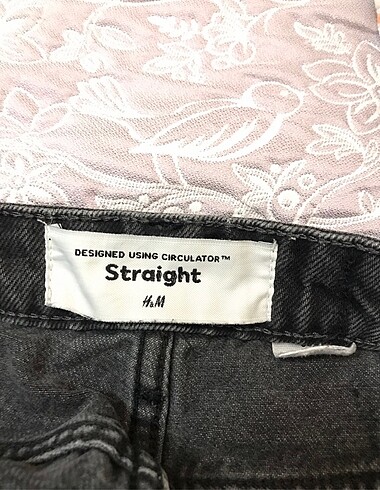 DESIGNED USING CIRCULATOR™
Straight
H&M